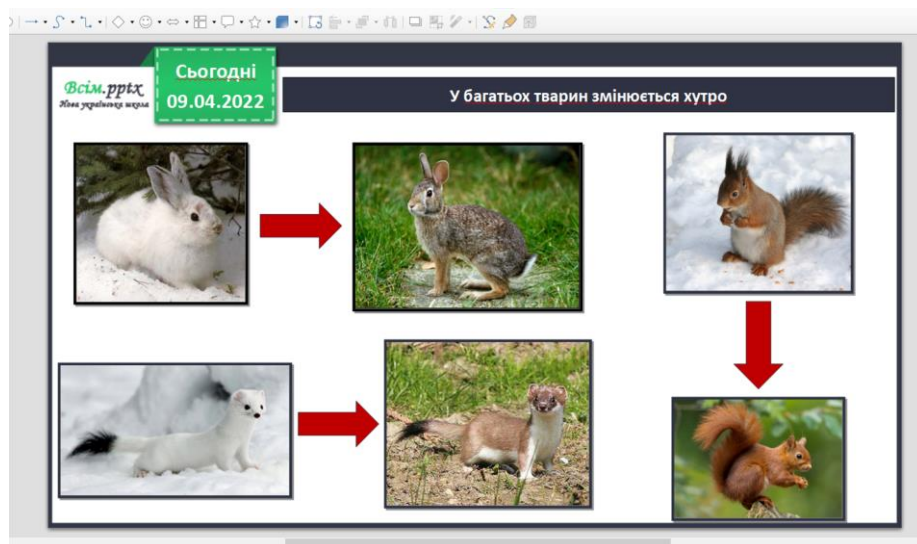 Всім.pptx
Нова українська школа
Сьогодні
09.04.2022
У багатьох тварин змінюється хутро